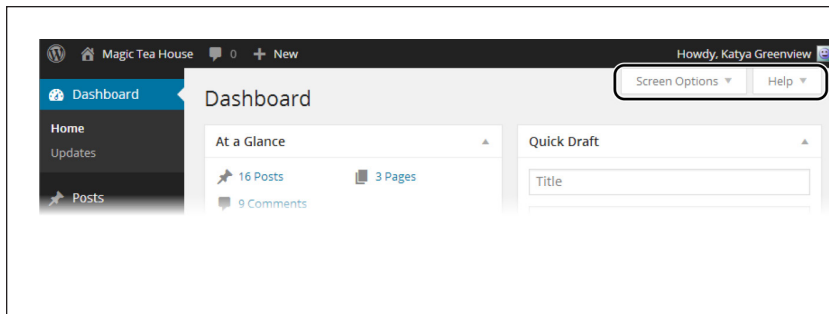 Magic Tea House 0 New Howdy, Katya Greenview
Dashboard
Home
Updates
Posts
Screen Options Help
Dashboard
At a Glance
16 Posts 3 Pages
9 Comments
Quick Draft
Title